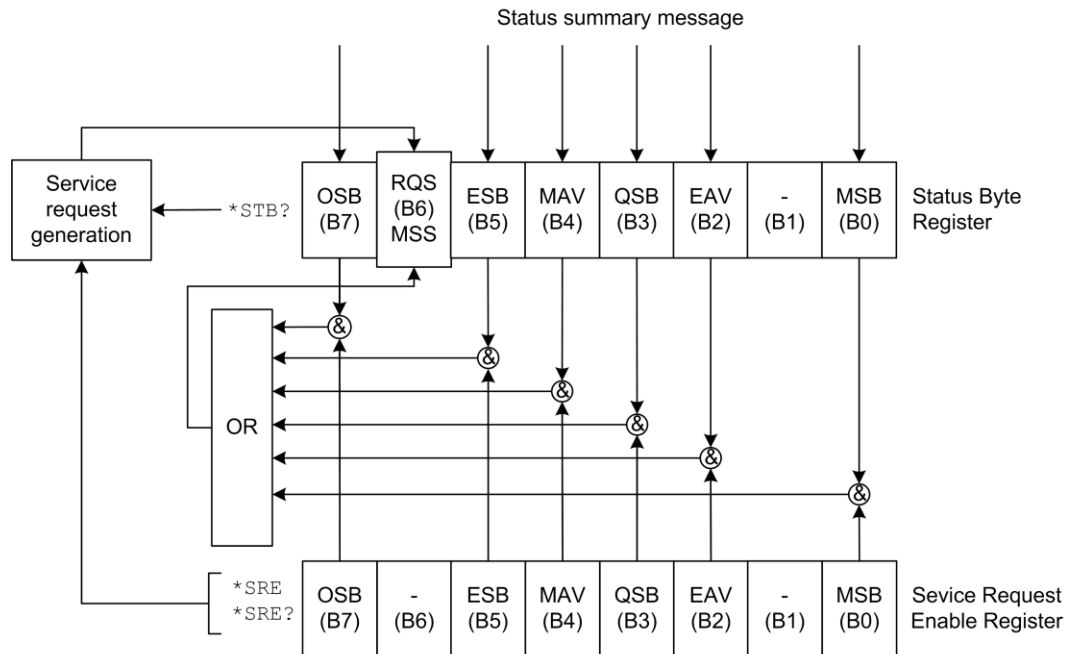 Status summary message
Service
request
generation
*STB?
OSB
(B7)
RQS
(B6)
MSS
ESB
(B5)
MAV
(B4)
QSB
(B3)
EAV
(B2)
-
(B1)
MSB
(B0)
Status Byte
Register
&
&
&
&
&
&
OR
*SRE
*SRE?
OSB
(B7)
-
(B6)
ESB
(B5)
MAV
(B4)
QSB
(B3)
EAV
(B2)
-
(B1)
MSB
(B0)
Sevice Request
Enable Register